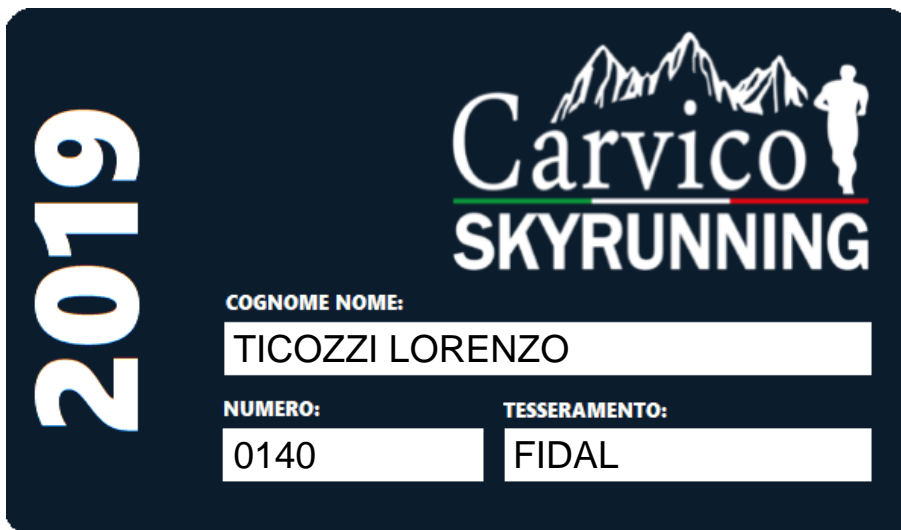 2019
Carvico
SKYRUNNING
COGNOME NOME:
TICOZZI LORENZO
NUMERO:
0140
TESSERAMENTO:
FIDAL